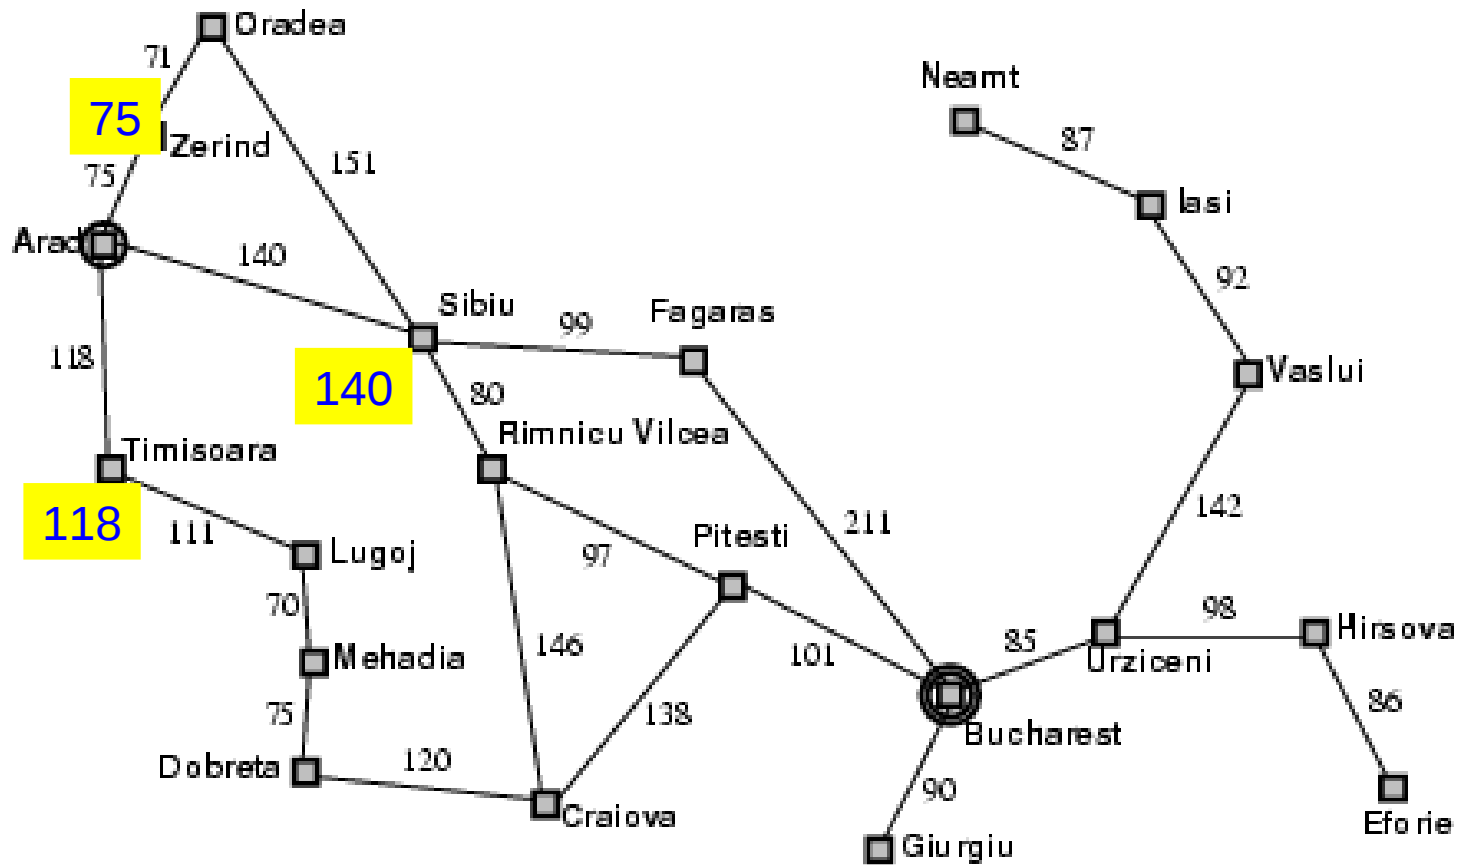 Oradea
71
Neamt
75
87
Zerind
151
75
Iasi
Arad
140
92
Sibiu
Fagaras
99
118
Vaslui
140
80
Rimnicu Vilcea
Timisoara
142
118
211
111
Pitesti
97
Lugoj
70
98
Hirsova
146
85
Mehadia
101
Urziceni
75
138
86
Bucharest
Dobreta
120
90
Craiova
Eforie
Giurgiu